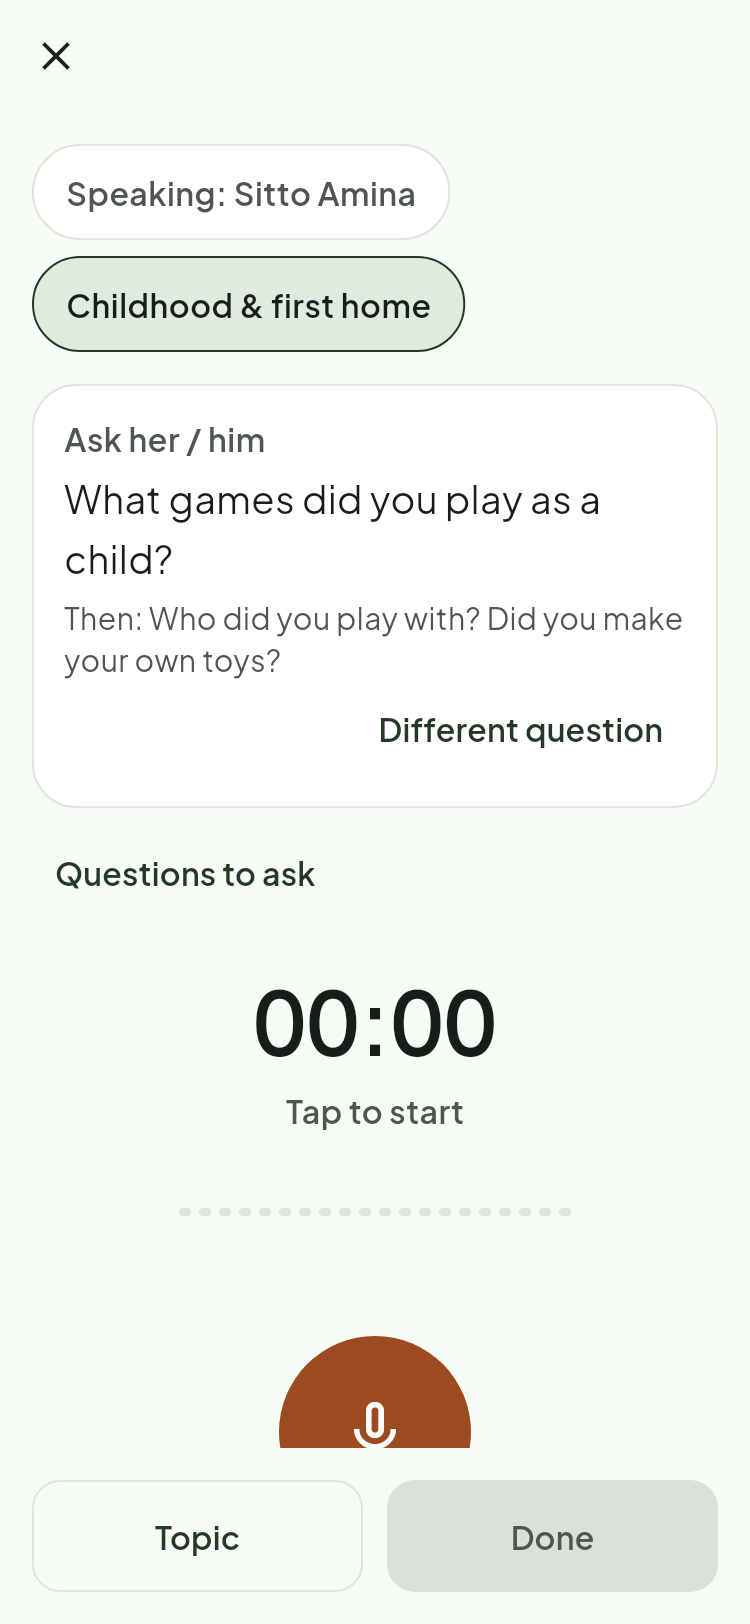 Speaking: Sitto Amina
Childhood & first home
Ask her / him
What games did you play as a
child?
Then: Who did you play with? Did you make
your own toys?
Different question
Questions to ask
00:00
Tap to start
Topic
Done